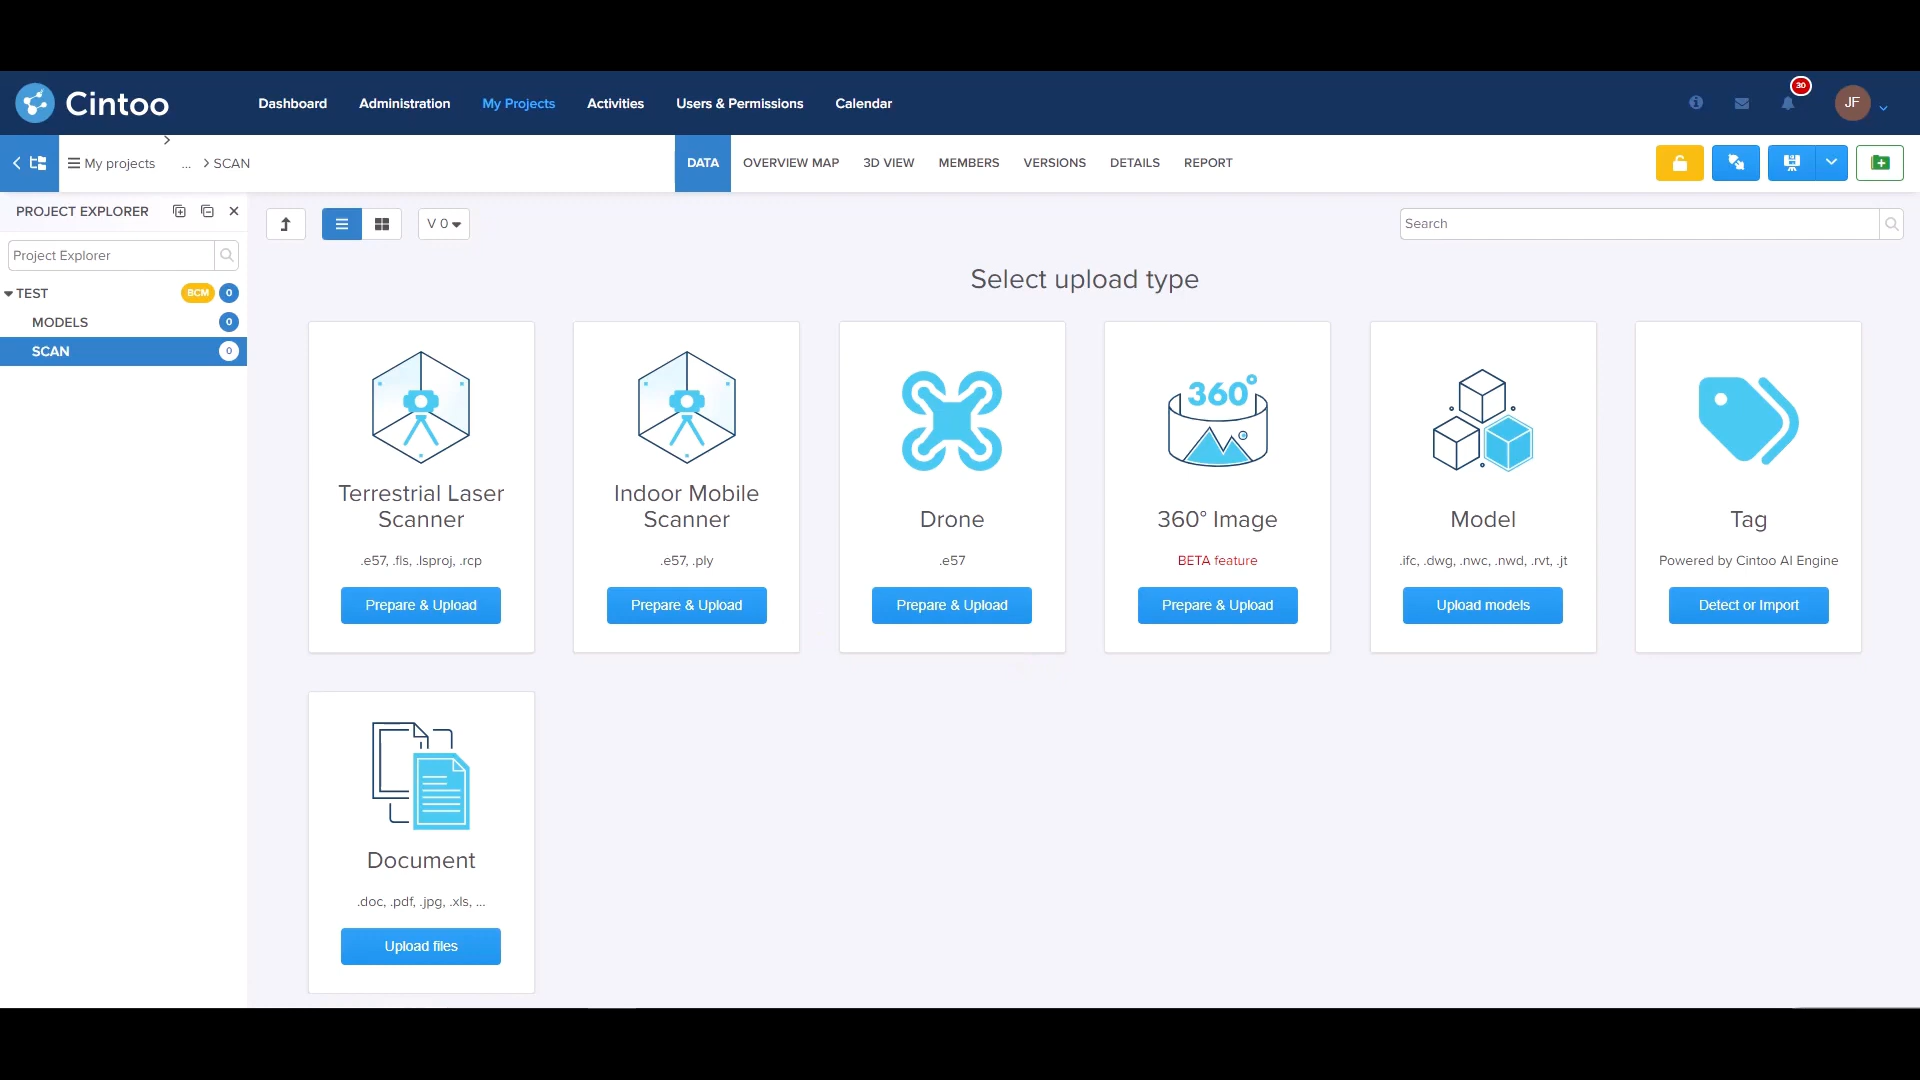 Cintoo
Dashboard
Administration
My Projects
Activities
Users & Permissions
Calendar
30
JF
My projects
...
SCAN
DATA
OVERVIEW MAP
3D VIEW
MEMBERS
VERSIONS
DETAILS
REPORT
PROJECT EXPLORER
Project Explorer
TEST
BCM
0
MODELS
0
SCAN
0
V 0
Search
Select upload type
Terrestrial Laser
Scanner
.e57, .fls, .lsproj, .rcp
Prepare & Upload
Indoor Mobile
Scanner
.e57, .ply
Prepare & Upload
Drone
.e57
Prepare & Upload
360°
360° Image
BETA feature
Prepare & Upload
Model
.ifc, .dwg, .nwc, .nwd, .rvt, .jt
Upload models
Tag
Powered by Cintoo AI Engine
Detect or Import
Document
.doc, .pdf, .jpg, .xls, ...
Upload files